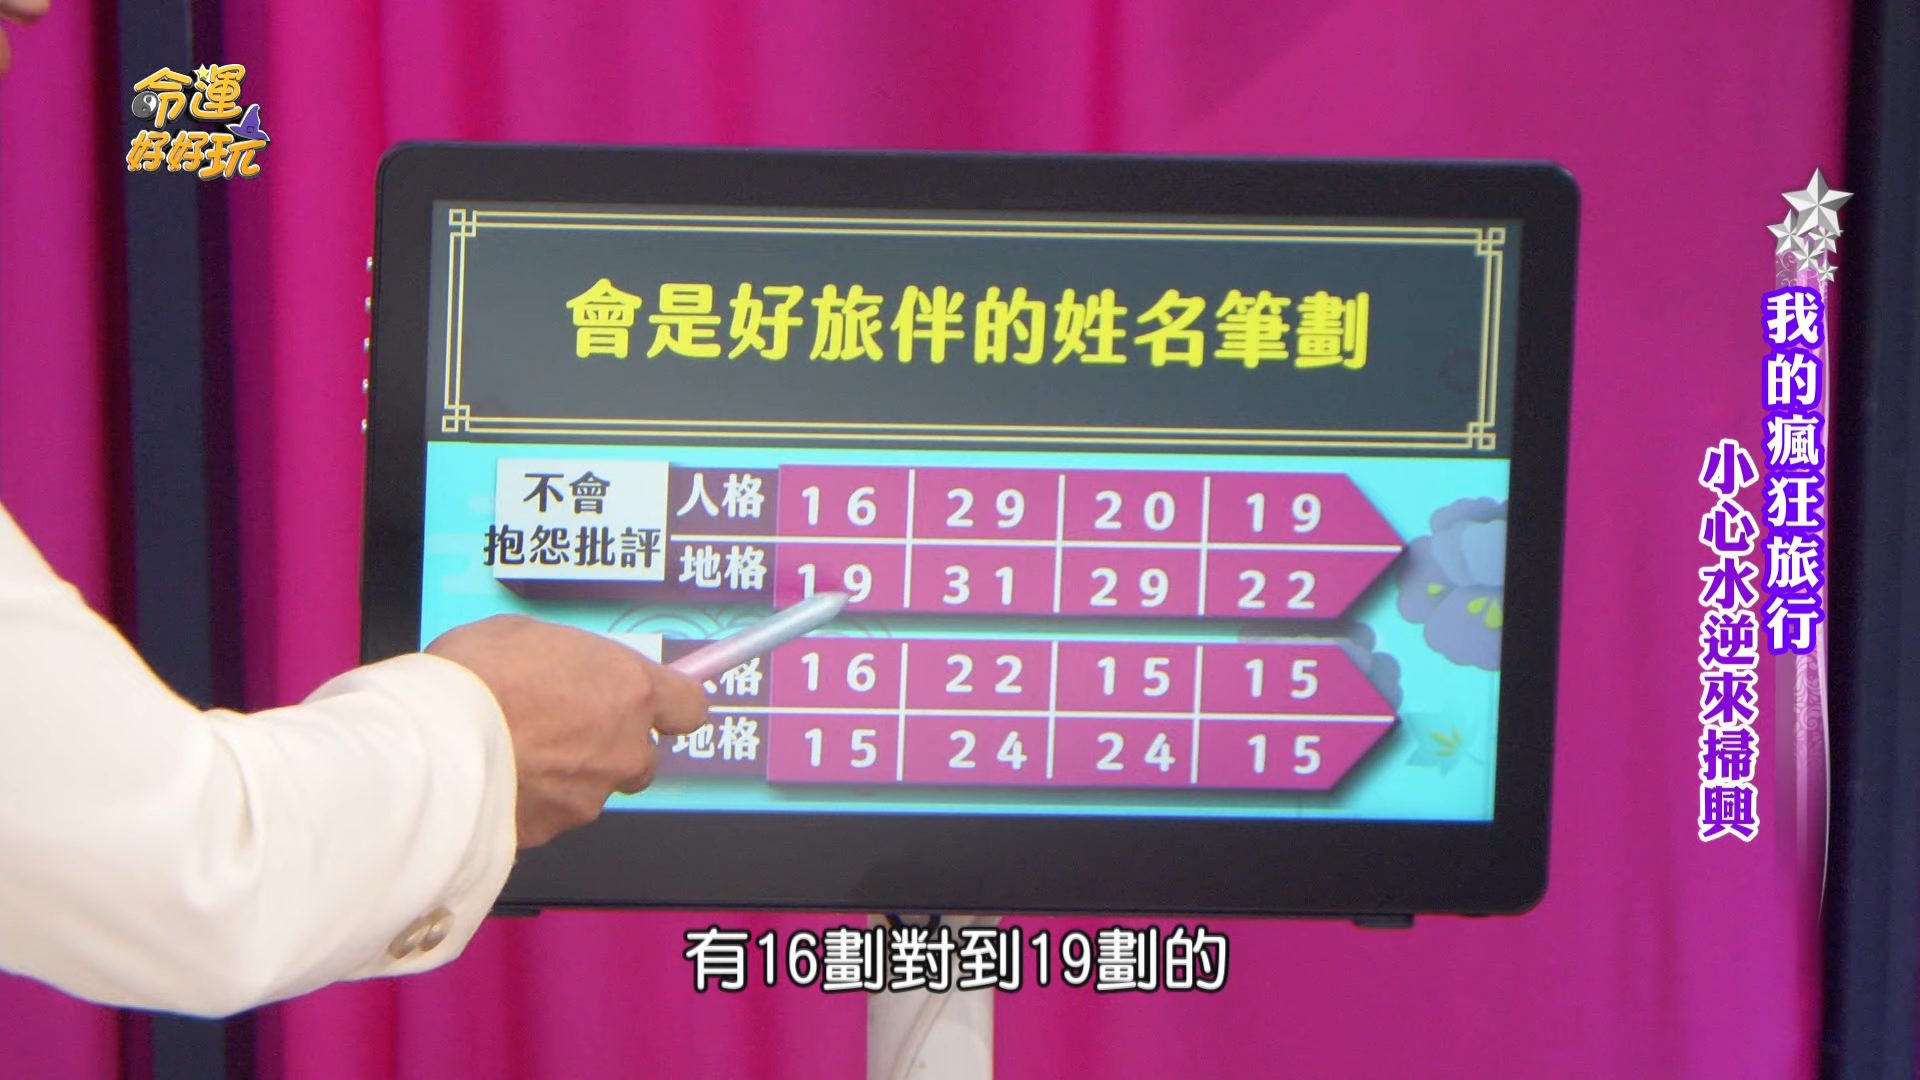 命運
好好玩
會是好旅伴的姓名筆劃
不會
抱怨批評
人格 16 29 20 19
地格 19 31 29 22
格 16 22 15 15
地格 15 24 24 15
我的瘋狂旅行
小心水逆來掃興
有16劃對到19劃的